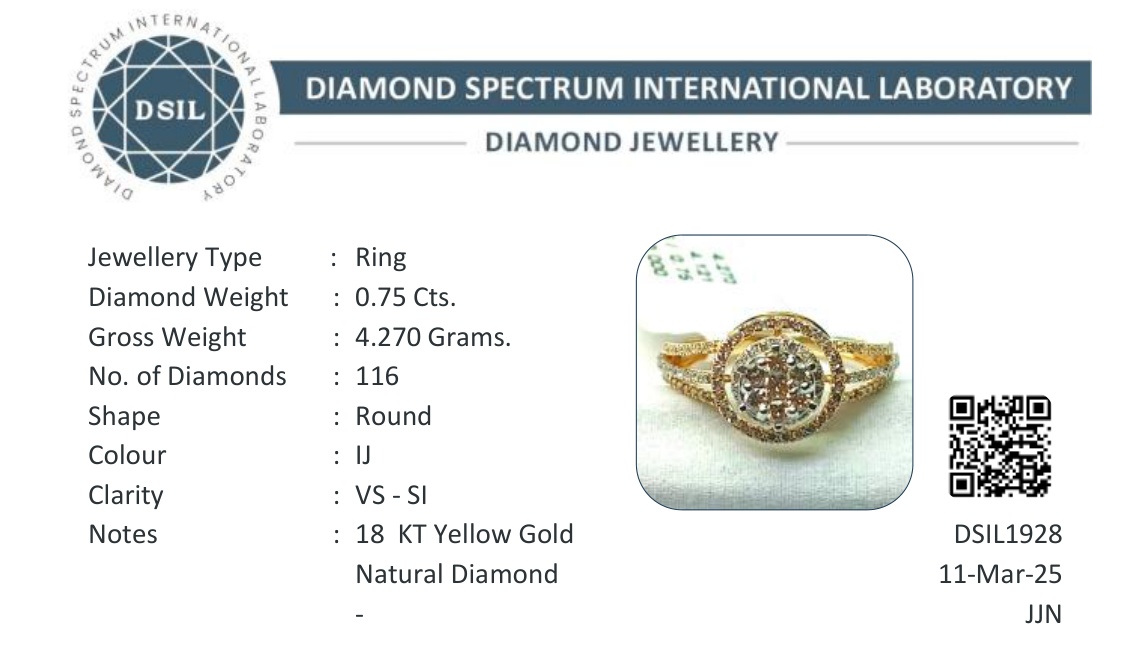 DIAMOND SPECTRUM INTERNATIONAL LABORATORY
DSIL
DIAMOND SPECTRUM INTERNATIONAL LABORATORY
DIAMOND JEWELLERY
Jewellery Type : Ring
Diamond Weight : 0.75 Cts.
Gross Weight : 4.270 Grams.
No. of Diamonds : 116
Shape : Round
Colour : IJ
Clarity : VS - SI
Notes : 18 KT Yellow Gold
Natural Diamond
-
DSIL1928
11-Mar-25
JJN